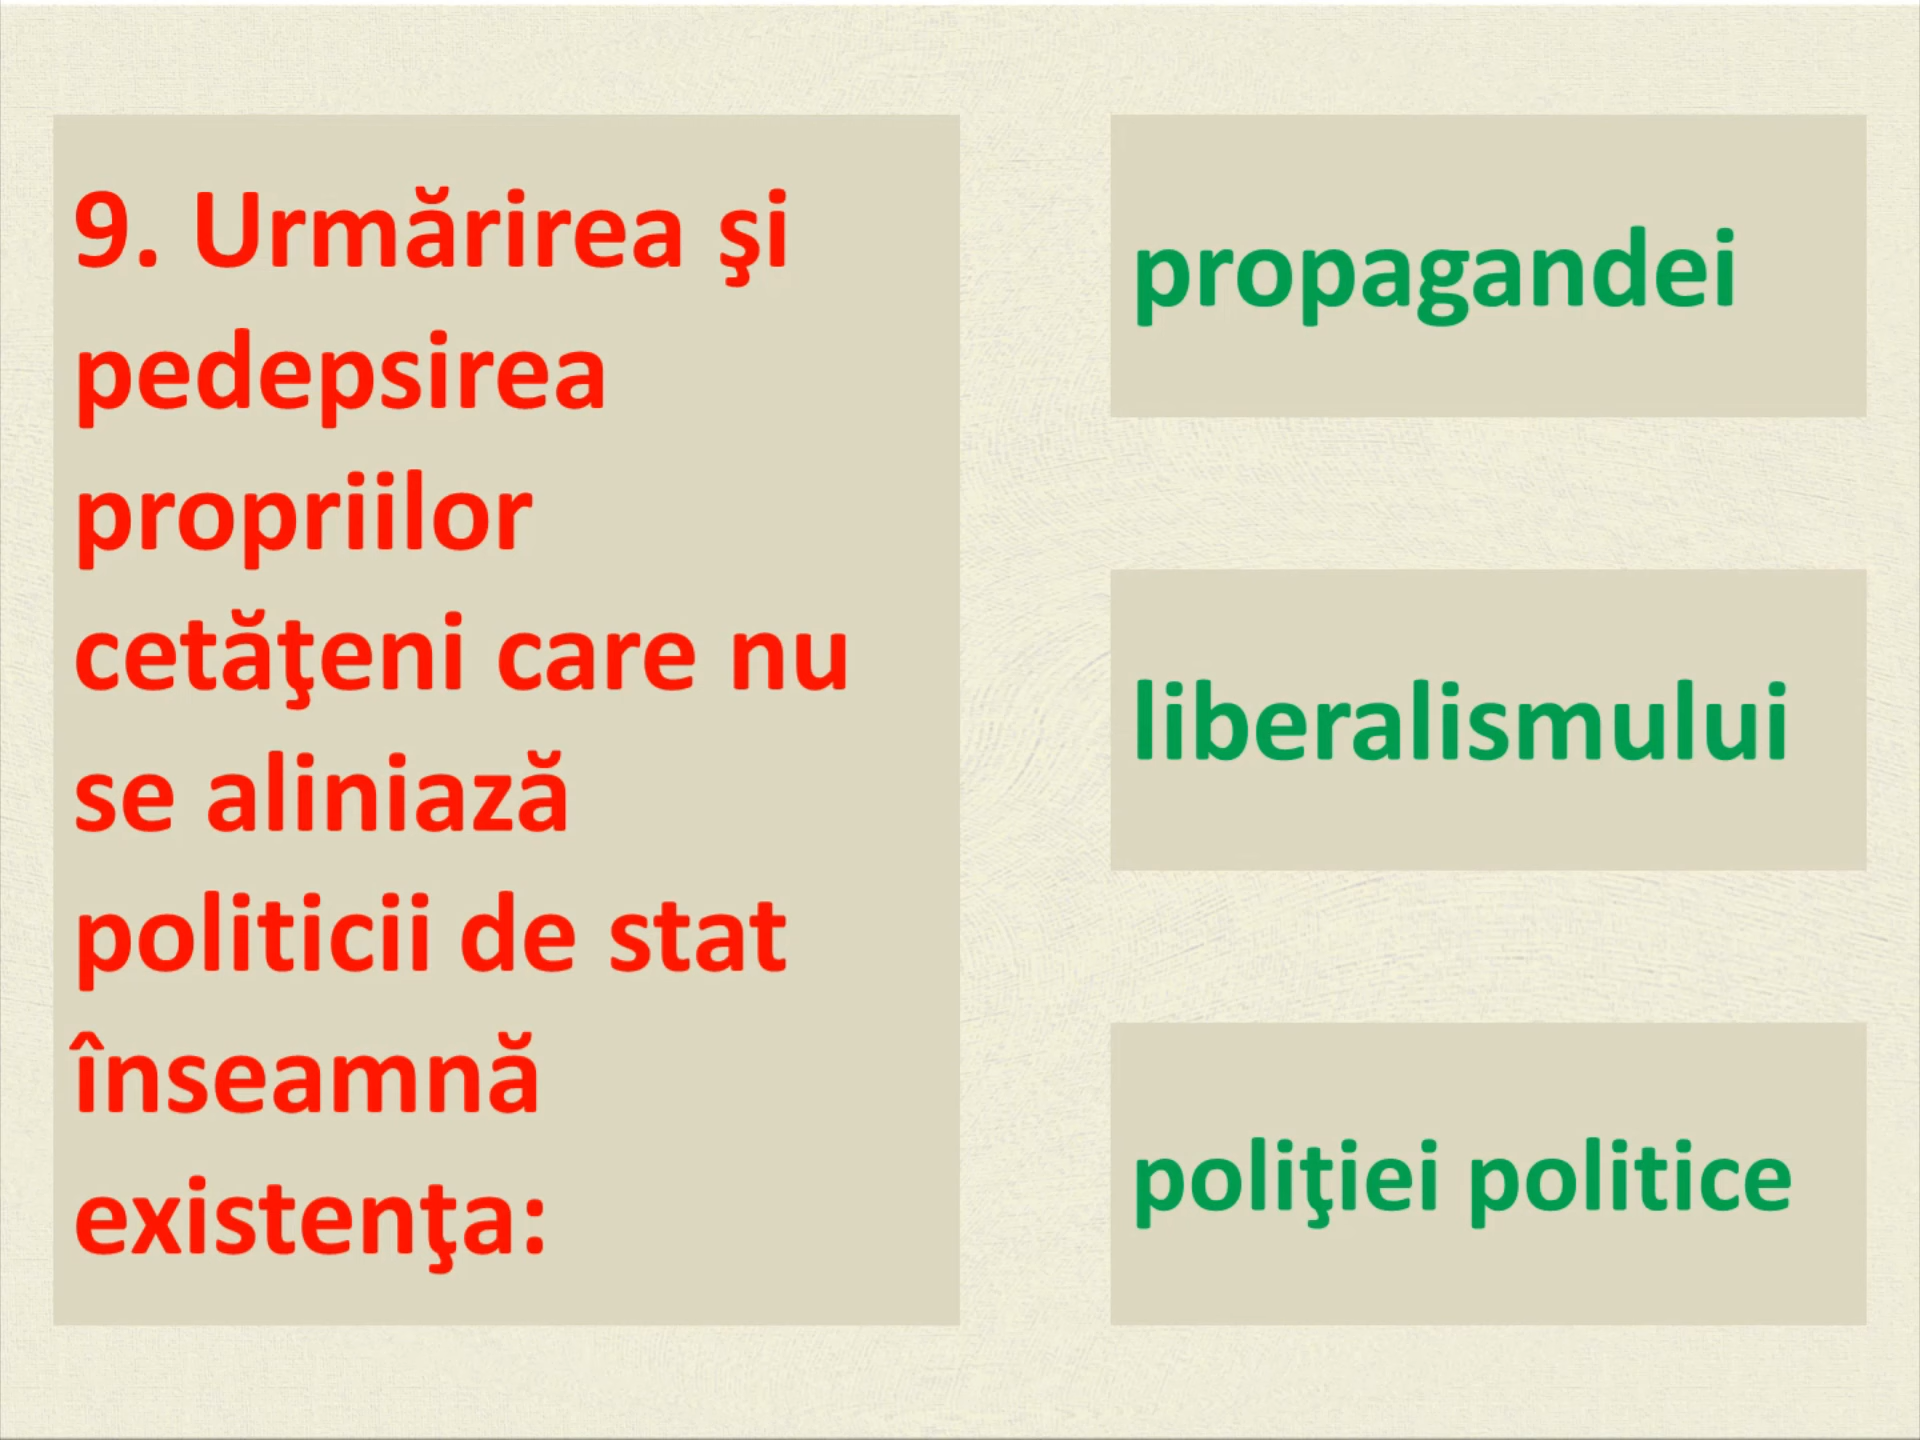 9. Urmărirea şi
pedepsirea
propriilor
cetăţeni care nu
se aliniază
politicii de stat
înseamnă
existenţa:
propagandei
liberalismului
poliţiei politice